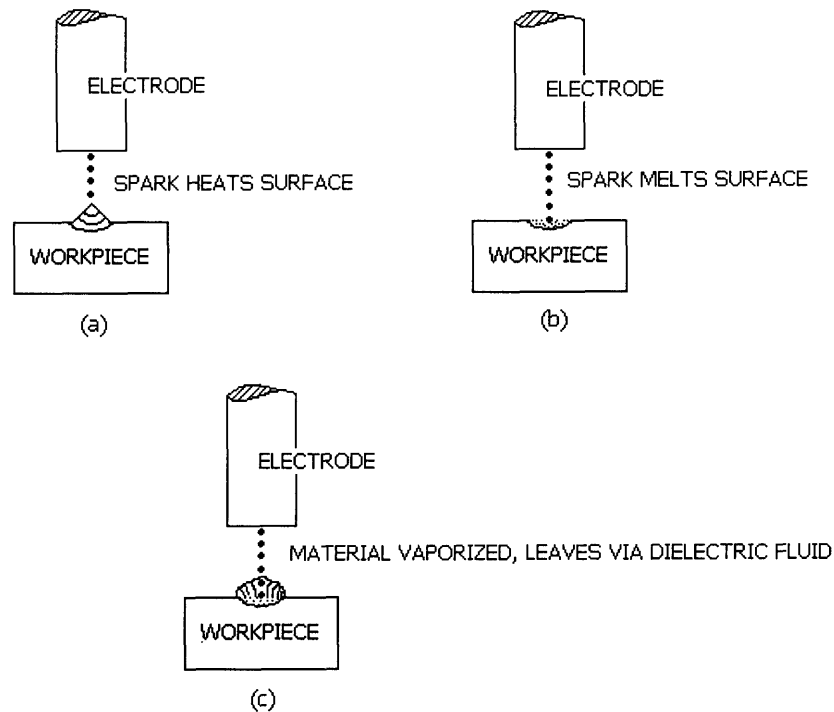 ELECTRODE
SPARK HEATS SURFACE
WORKPIECE
(a)
ELECTRODE
SPARK MELTS SURFACE
WORKPIECE
(b)
ELECTRODE
MATERIAL VAPORIZED, LEAVES VIA DIELECTRIC FLUID
WORKPIECE
(c)